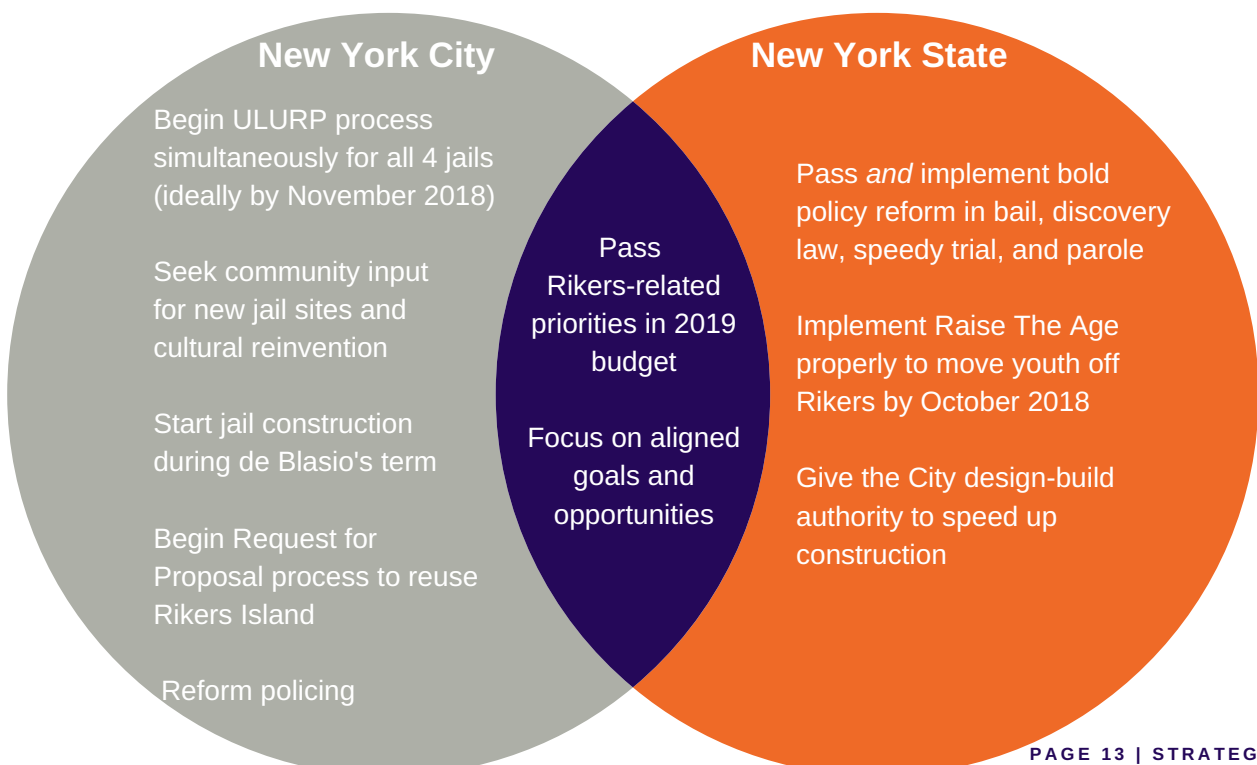 New York City
Begin ULURP process
simultaneously for all 4 jails
(ideally by November 2018)
Seek community input
for new jail sites and
cultural reinvention
Start jail construction
during de Blasio's term
Begin Request for
Proposal process to reuse
Rikers Island
Reform policing
Pass
Rikers-related
priorities in 2019
budget
Focus on aligned
goals and
opportunities
New York State
Pass and implement bold
policy reform in bail, discovery
law, speedy trial, and parole
Implement Raise The Age
properly to move youth off
Rikers by October 2018
Give the City design-build
authority to speed up
construction
PAGE 13 | STRATEG